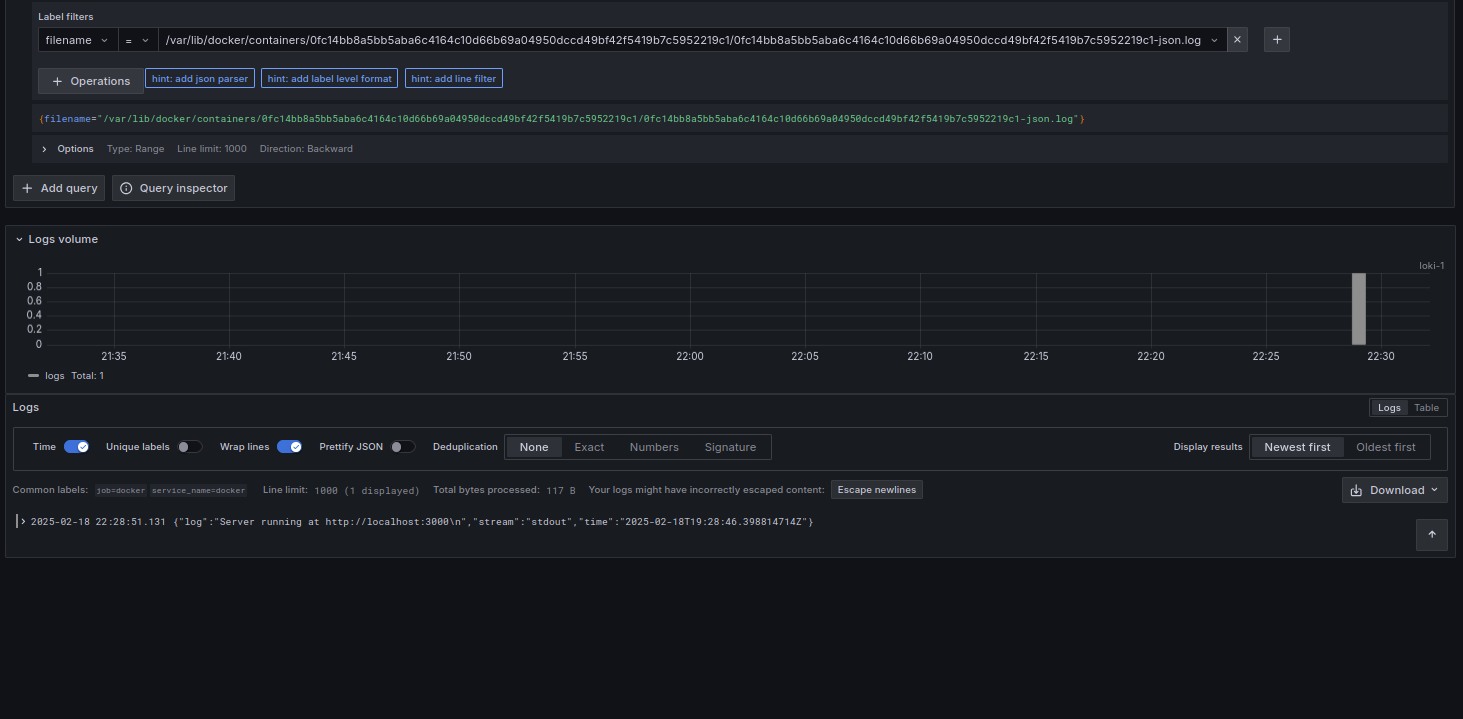 Label filters
filename = /var/lib/docker/containers/0fc14bb8a5bb5aba6c4164c10d66b69a04950dccd49bf42f5419b7c5952219c1/0fc14bb8a5bb5aba6c4164c10d66b69a04950dccd49bf42f5419b7c5952219c1-json.log
Operations hint: add json parser hint: add label level format hint: add line filter
{filename="/var/lib/docker/containers/0fc14bb8a5bb5aba6c4164c10d66b69a04950dccd49bf42f5419b7c5952219c1/0fc14bb8a5bb5aba6c4164c10d66b69a04950dccd49bf42f5419b7c5952219c1-json.log"}
Options Type: Range Line limit: 1000 Direction: Backward
+ Add query Query inspector
Logs volume
loki-1
1
0.8
0.6
0.4
0.2
0
21:35 21:40 21:45 21:50 21:55 22:00 22:05 22:10 22:15 22:20 22:25 22:30
logs Total: 1
Logs Logs Table
Time Unique labels Wrap lines Prettify JSON Deduplication None Exact Numbers Signature Display results Newest first Oldest first
Common labels: job=docker service_name=docker Line limit: 1000 (1 displayed) Total bytes processed: 117 B Your logs might have incorrectly escaped content: Escape newlines Download
2025-02-18 22:28:51.131 {"log":"Server running at http://localhost:3000\n","stream":"stdout","time":"2025-02-18T19:28:46.398814714Z"}